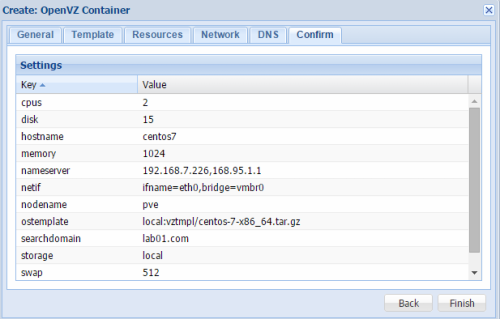 Create: OpenVZ Container
General Template Resources Network DNS Confirm
Settings
Key Value
cpus 2
disk 15
hostname centos7
memory 1024
nameserver 192.168.7.226,168.95.1.1
netif ifname=eth0,bridge=vmbr0
nodename pve
ostemplate local:vztmpl/centos-7-x86_64.tar.gz
searchdomain lab01.com
storage local
swap 512
Back Finish